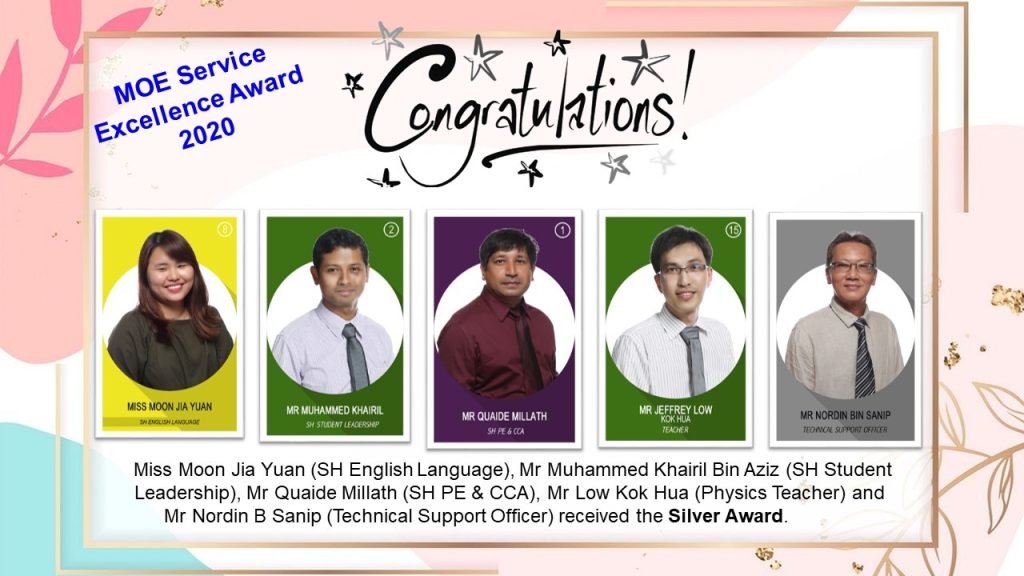 MOE Service
Excellence Award
2020
Congratulations!
8
MISS MOON JIA YUAN
SH ENGLISH LANGUAGE
2
MR MUHAMMED KHAIRIL
SH STUDENT LEADERSHIP
1
MR QUAIDE MILLATH
SH PE & CCA
15
MR JEFFREY LOW
KOK HUA
TEACHER
MR NORDIN BIN SANIP
TECHNICAL SUPPORT OFFICER
Miss Moon Jia Yuan (SH English Language), Mr Muhammed Khairil Bin Aziz (SH Student
Leadership), Mr Quaide Millath (SH PE & CCA), Mr Low Kok Hua (Physics Teacher) and
Mr Nordin B Sanip (Technical Support Officer) received the Silver Award.